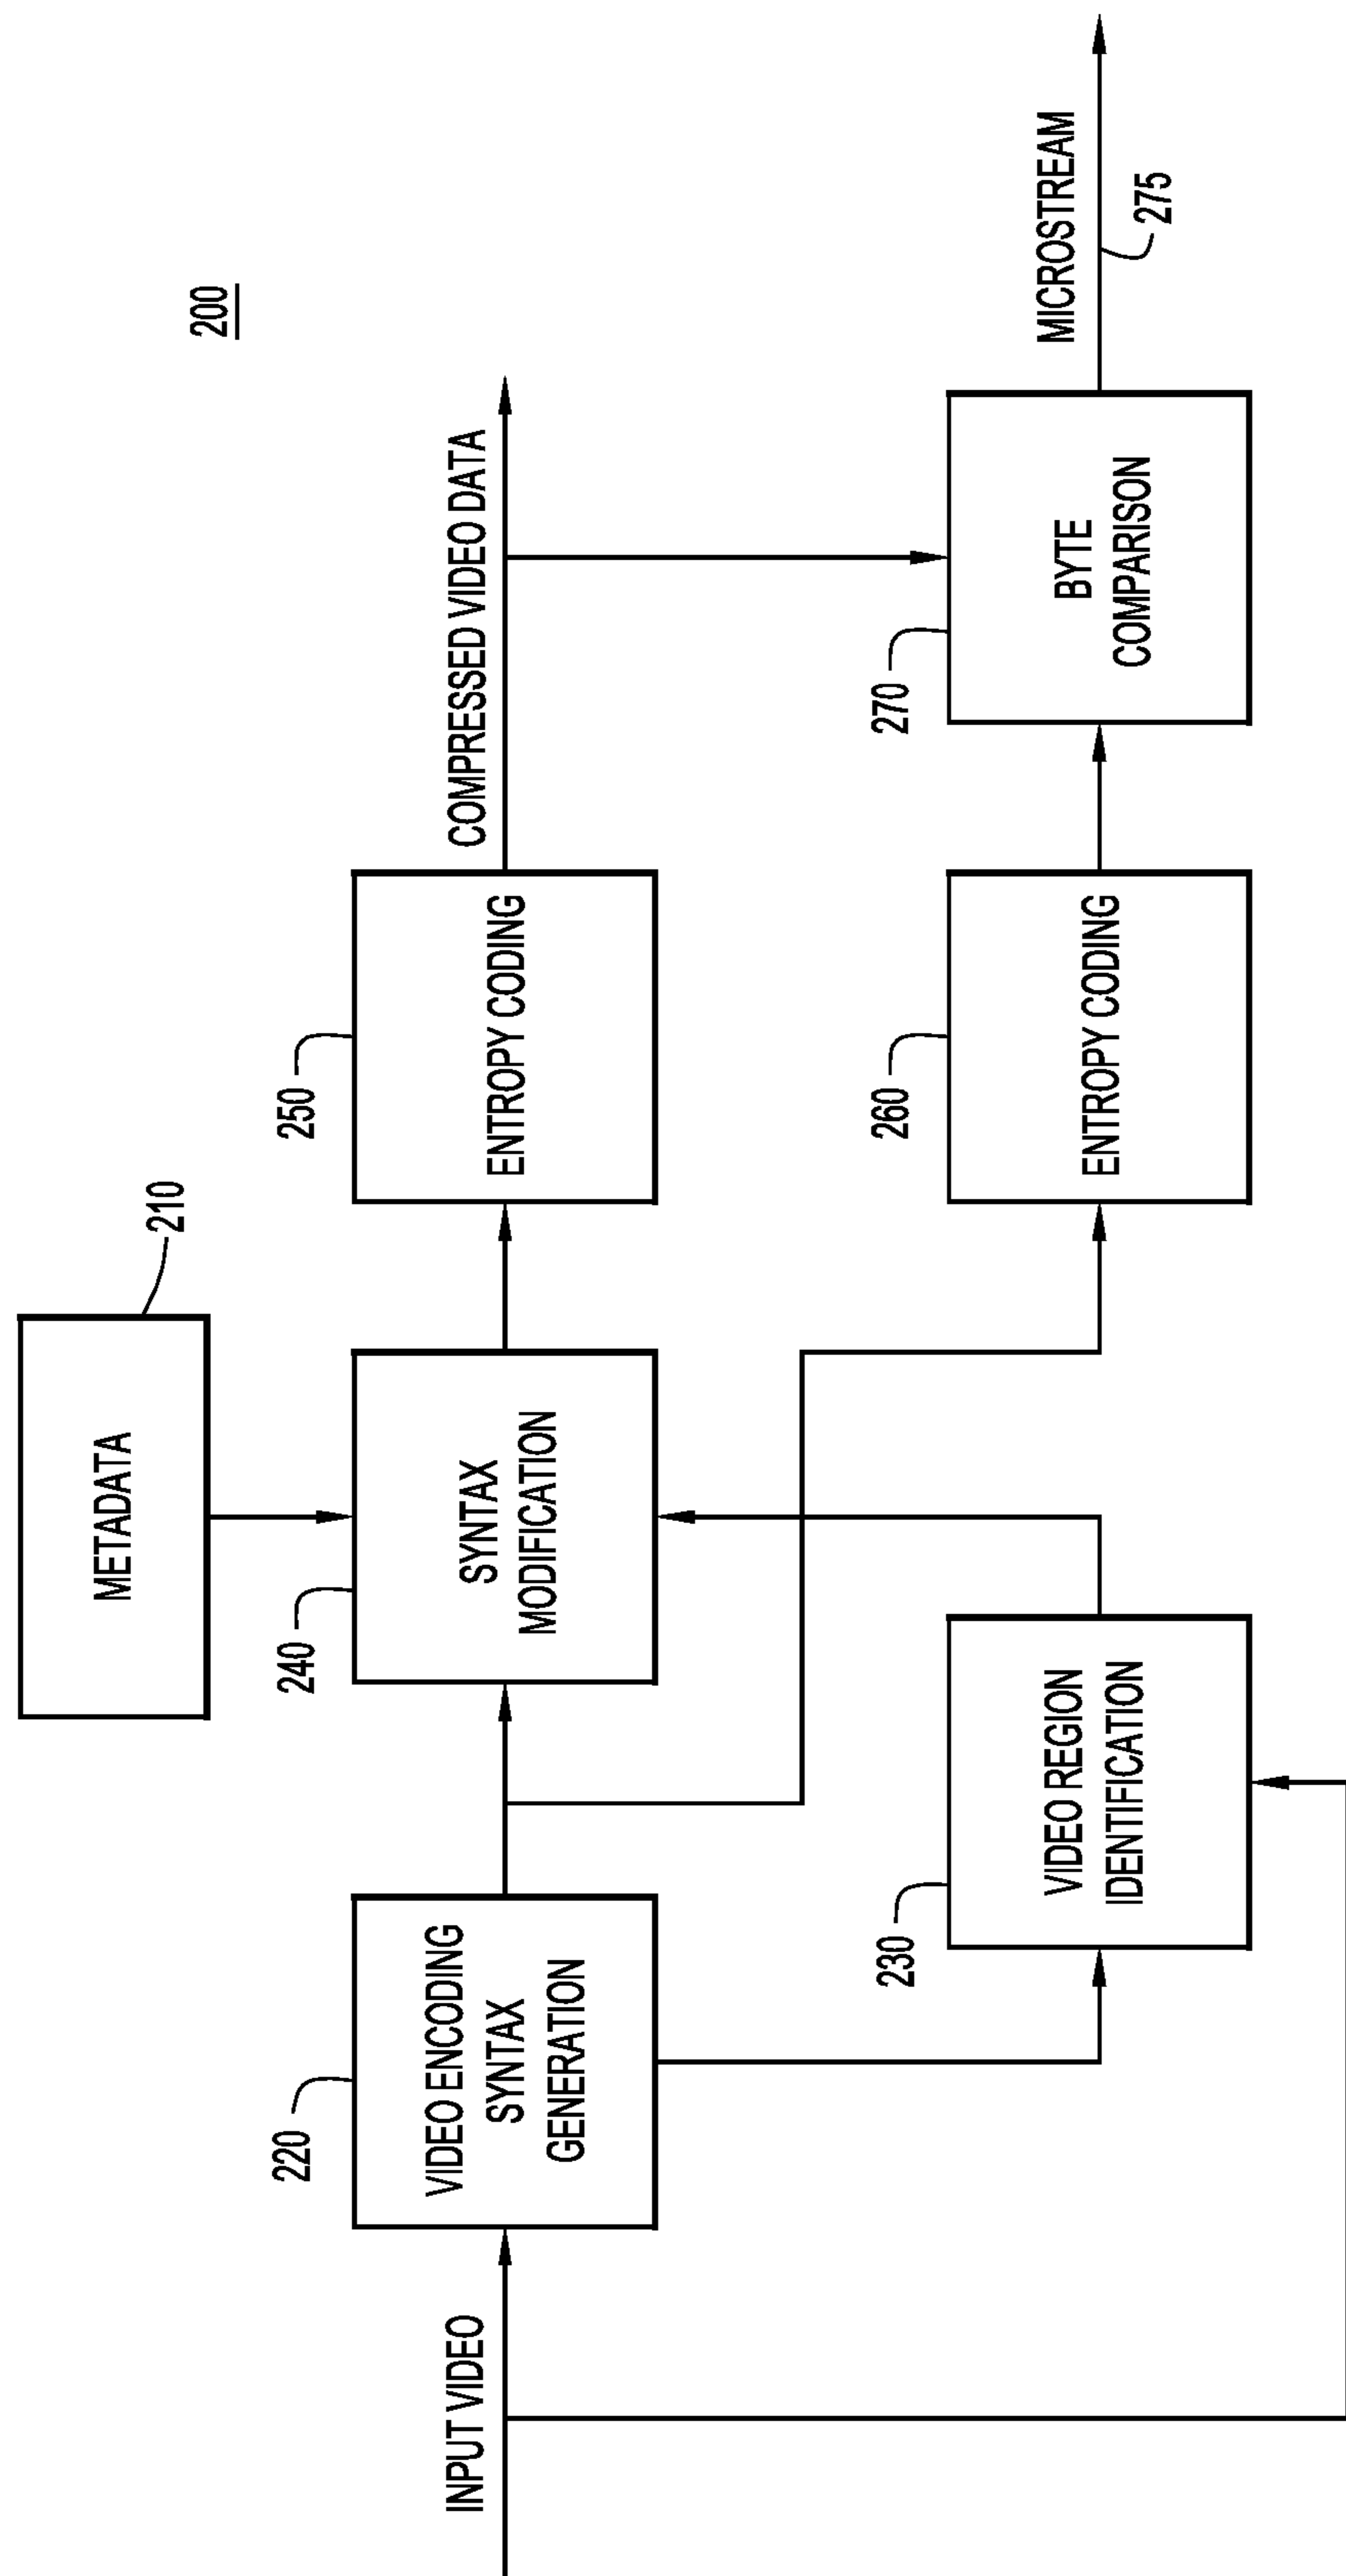 200
METADATA
210
INPUT VIDEO
220
VIDEO ENCODING
SYNTAX
GENERATION
240
SYNTAX
MODIFICATION
250
ENTROPY CODING
COMPRESSED VIDEO DATA
230
VIDEO REGION
IDENTIFICATION
260
ENTROPY CODING
270
BYTE
COMPARISON
MICROSTREAM
275